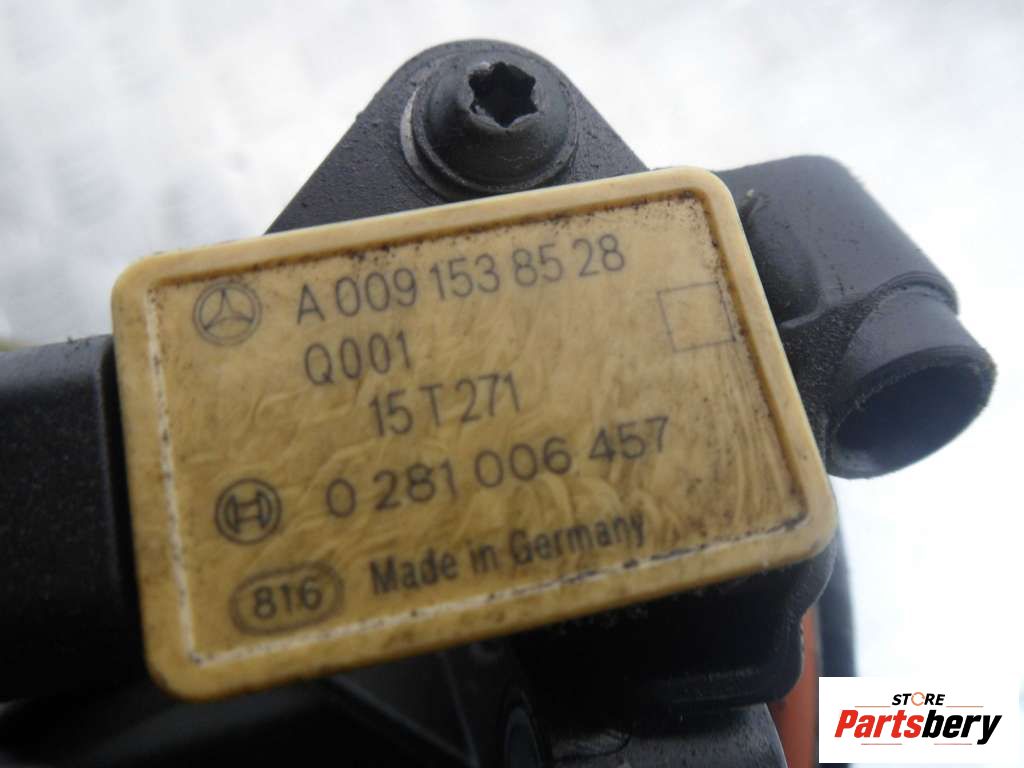 A 009 153 85 28
Q001
15 T 271
0 281 006 457
Made in Germany
816
STORE
Partsbery